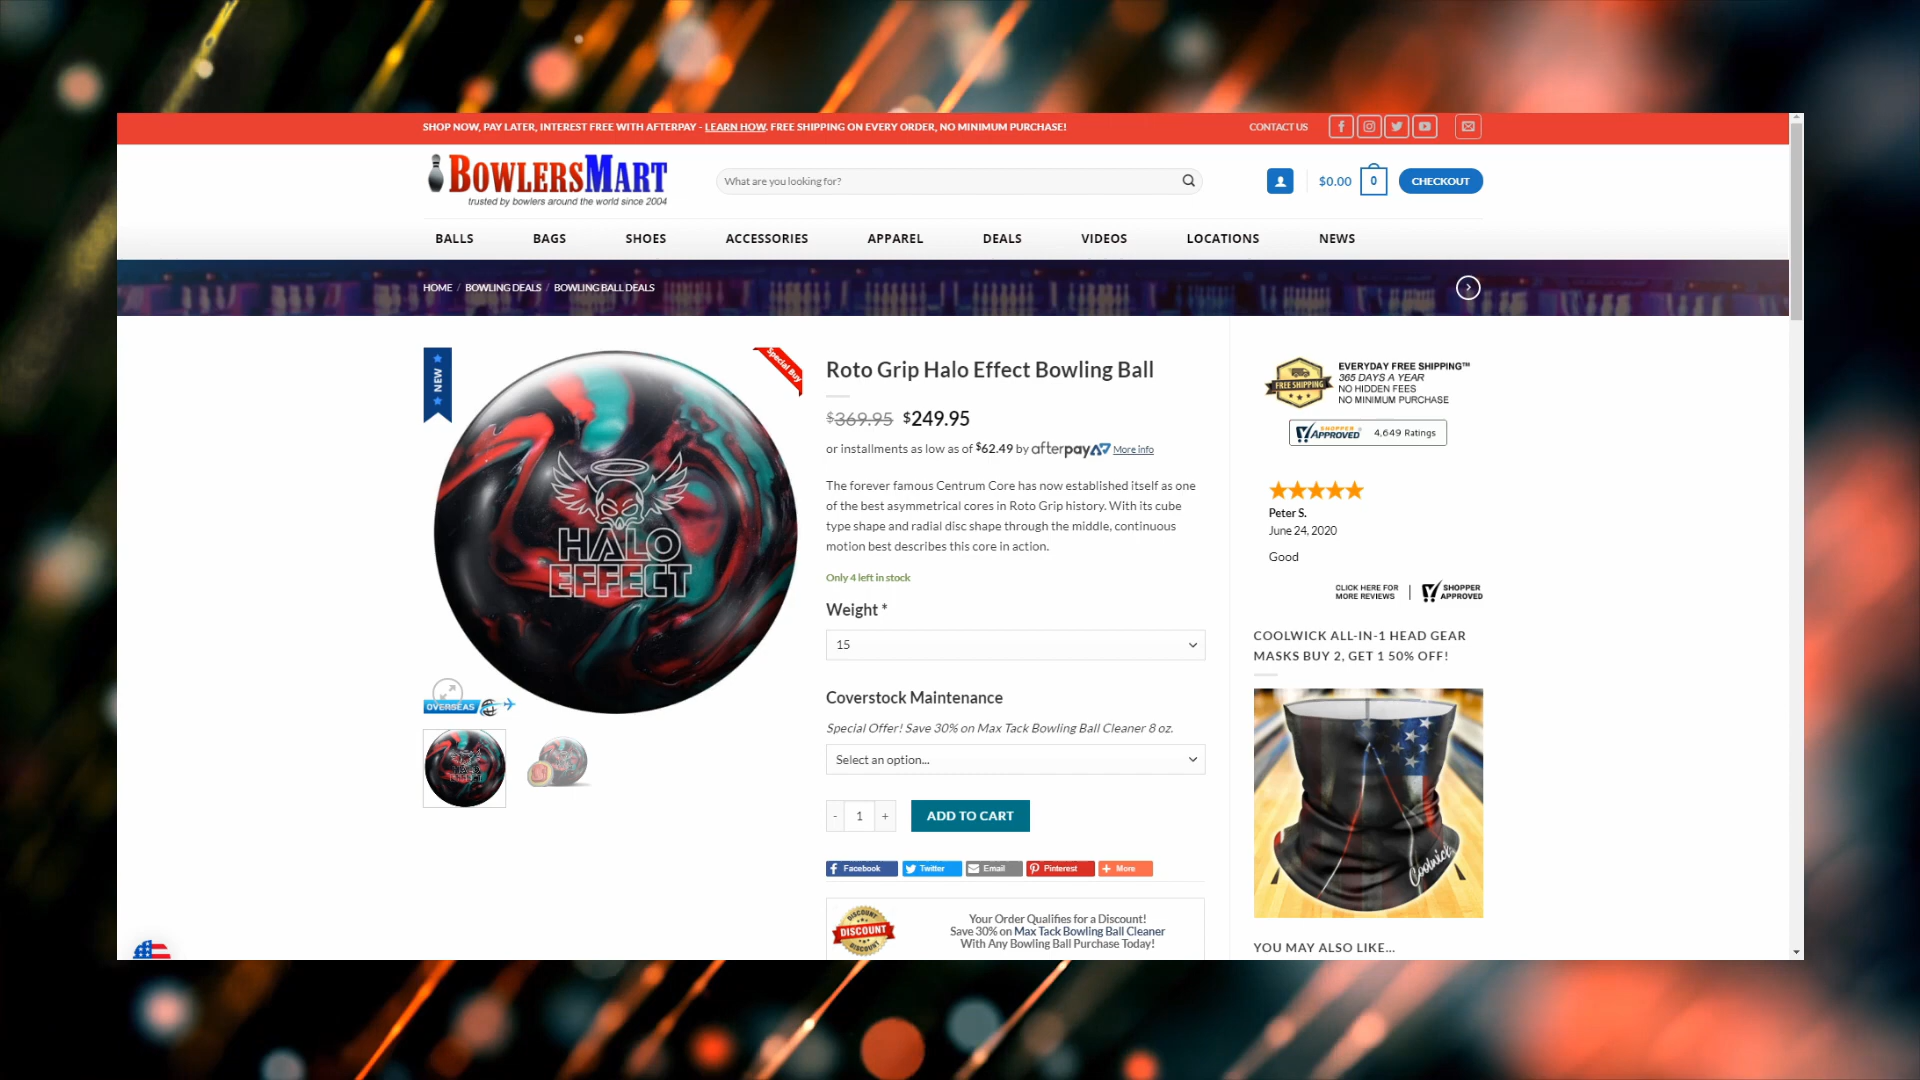 SHOP NOW, PAY LATER, INTEREST FREE WITH AFTERPAY - LEARN HOW. FREE SHIPPING ON EVERY ORDER, NO MINIMUM PURCHASE!
CONTACT US
BOWLERSMART
trusted by bowlers around the world since 2004
What are you looking for?
$0.00
0
CHECKOUT
BALLS
BAGS
SHOES
ACCESSORIES
APPAREL
DEALS
VIDEOS
LOCATIONS
NEWS
HOME / BOWLING DEALS / BOWLING BALL DEALS
NEW
Special Buy
HALO
EFFECT
OVERSEAS
Roto Grip Halo Effect Bowling Ball
$369.95 $249.95
or installments as low as of $62.49 by afterpay More info
The forever famous Centrum Core has now established itself as one
of the best asymmetrical cores in Roto Grip history. With its cube
type shape and radial disc shape through the middle, continuous
motion best describes this core in action.
Only 4 left in stock
Weight *
15
Coverstock Maintenance
Special Offer! Save 30% on Max Tack Bowling Ball Cleaner 8 oz.
Select an option...
- 1 +
ADD TO CART
Facebook
Twitter
Email
Pinterest
More
DISCOUNT
DISCOUNT
DISCOUNT
Your Order Qualifies for a Discount!
Save 30% on Max Tack Bowling Ball Cleaner
With Any Bowling Ball Purchase Today!
FREE SHIPPING
EVERYDAY FREE SHIPPING™
365 DAYS A YEAR
NO HIDDEN FEES
NO MINIMUM PURCHASE
SHOPPER
APPROVED
4,649 Ratings
Peter S.
June 24, 2020
Good
CLICK HERE FOR
MORE REVIEWS
SHOPPER
APPROVED
COOLWICK ALL-IN-1 HEAD GEAR
MASKS BUY 2, GET 1 50% OFF!
Coolwick
YOU MAY ALSO LIKE...